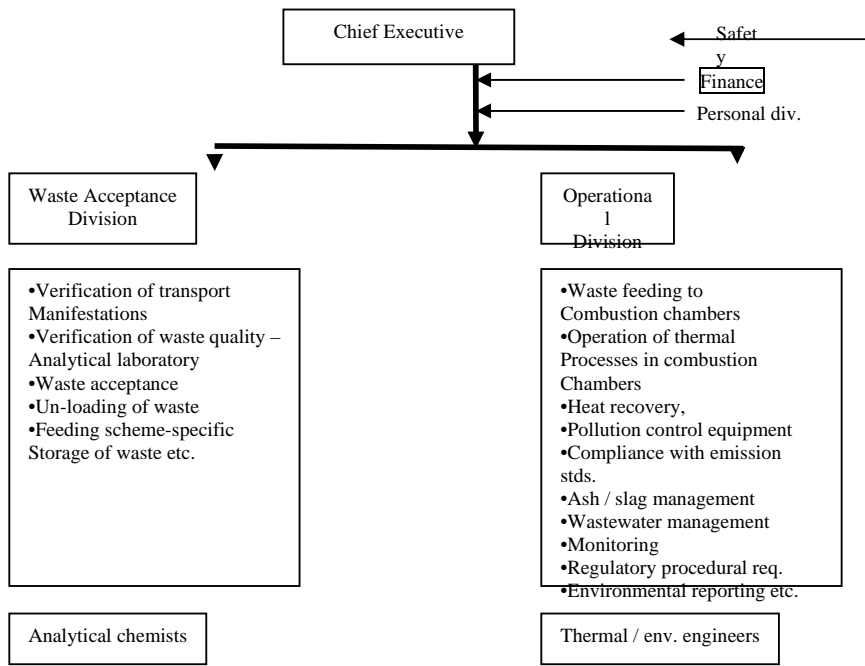 Chief Executive
Safet
y
Finance
Personal div.
Waste Acceptance
Division
Operationa
l
Division
•Verification of transport
Manifestations
•Verification of waste quality –
Analytical laboratory
•Waste acceptance
•Un-loading of waste
•Feeding scheme-specific
Storage of waste etc.
•Waste feeding to
Combustion chambers
•Operation of thermal
Processes in combustion
Chambers
•Heat recovery,
•Pollution control equipment
•Compliance with emission
stds.
•Ash / slag management
•Wastewater management
•Monitoring
•Regulatory procedural req.
•Environmental reporting etc.
Analytical chemists
Thermal / env. engineers